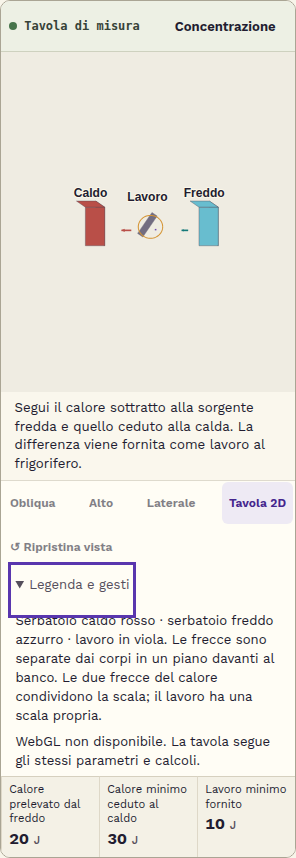 Tavola di misura
Concentrazione
Caldo
Lavoro
Freddo
Segui il calore sottratto alla sorgente
fredda e quello ceduto alla calda. La
differenza viene fornita come lavoro al
frigorifero.
Obliqua
Alto
Laterale
Tavola 2D
↺ Ripristina vista
▼ Legenda e gesti
Serbatoio caldo rosso · serbatoio freddo
azzurro · lavoro in viola. Le frecce sono
separate dai corpi in un piano davanti al
banco. Le due frecce del calore
condividono la scala; il lavoro ha una
scala propria.
WebGL non disponibile. La tavola segue
gli stessi parametri e calcoli.
Calore
prelevato dal
freddo
20 J
Calore minimo
ceduto al
caldo
30 J
Lavoro minimo
fornito
10 J